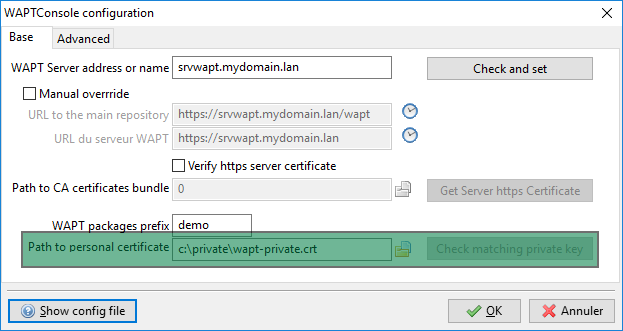 WAPTConsole configuration
Base Advanced
WAPT Server address or name srvwapt.mydomain.lan Check and set
Manual overrride
URL to the main repository https://srvwapt.mydomain.lan/wapt
URL du serveur WAPT https://srvwapt.mydomain.lan
Verify https server certificate
Path to CA certificates bundle 0 Get Server https Certificate
WAPT packages prefix demo
Path to personal certificate c:\private\wapt-private.crt Check matching private key
Show config file OK Annuler